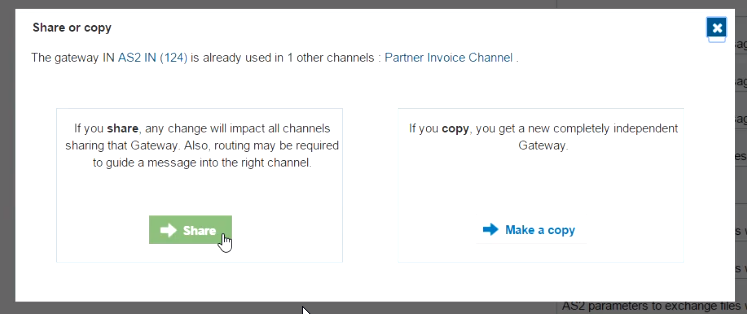 Share or copy
The gateway IN AS2 IN (124) is already used in 1 other channels : Partner Invoice Channel .
If you share, any change will impact all channels
sharing that Gateway. Also, routing may be required
to guide a message into the right channel.
Share
If you copy, you get a new completely independent
Gateway.
Make a copy
AS2 parameters to exchange files